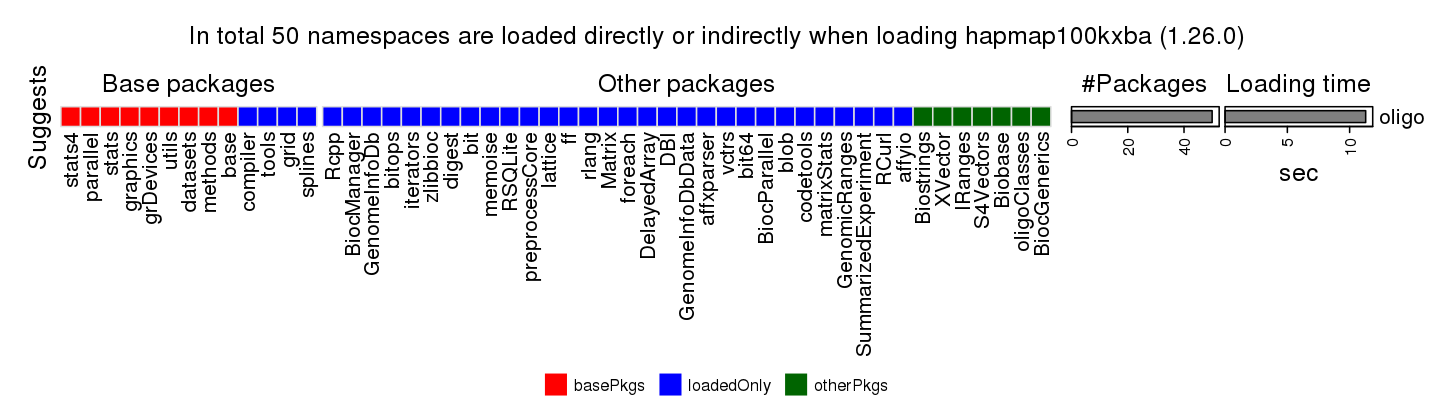 In total 50 namespaces are loaded directly or indirectly when loading hapmap100kxba (1.26.0)
Base packages
Other packages
#Packages
Loading time
Suggests
oligo
stats4
parallel
stats
graphics
grDevices
utils
datasets
methods
base
compiler
tools
grid
splines
Rcpp
BiocManager
GenomeInfoDb
bitops
iterators
zlibbioc
digest
bit
memoise
RSQLite
preprocessCore
lattice
ff
rlang
Matrix
foreach
DelayedArray
DBI
GenomeInfoDbData
affxparser
vctrs
bit64
BiocParallel
blob
codetools
matrixStats
GenomicRanges
SummarizedExperiment
RCurl
affyio
Biostrings
XVector
IRanges
S4Vectors
Biobase
oligoClasses
BiocGenerics
0 20 40
0 5 10
sec
basePkgs loadedOnly otherPkgs